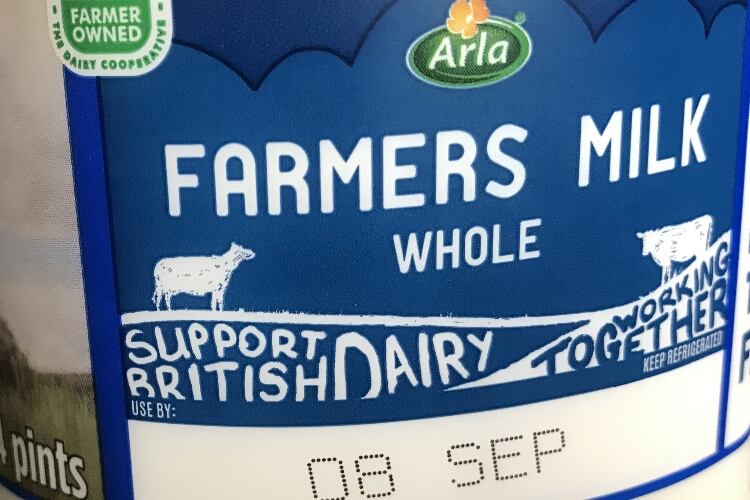 FARMER
OWNED
THE DAIRY COOPERATIVE
Arla
FARMERS MILK
WHOLE
SUPPORT
BRITISH DAIRY
WORKING
TOGETHER
KEEP REFRIGERATED
USE BY:
08 SEP
pints